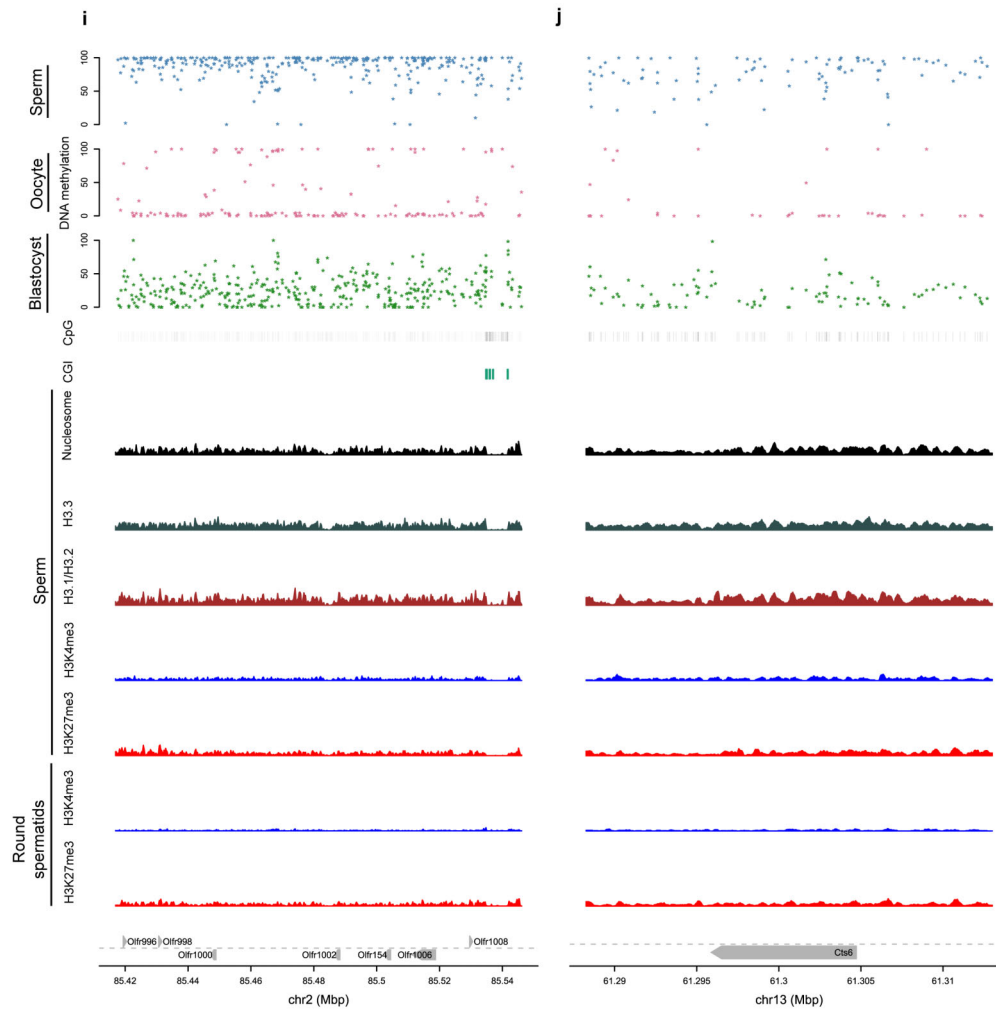 i
j
Sperm
100
50
0
Oocyte
DNA methylation
100
50
0
Blastocyst
100
50
0
CpG
CGI
Sperm
Nucleosome
H3.3
H3.1/H3.2
H3K4me3
H3K27me3
Round
spermatids
H3K4me3
H3K27me3
Olfr996 Olfr998 Olfr1008
Olfr1000 Olfr1002 Olfr154 Olfr1006
Cts6
85.42 85.44 85.46 85.48 85.5 85.52 85.54
chr2 (Mbp)
61.29 61.295 61.3 61.305 61.31
chr13 (Mbp)